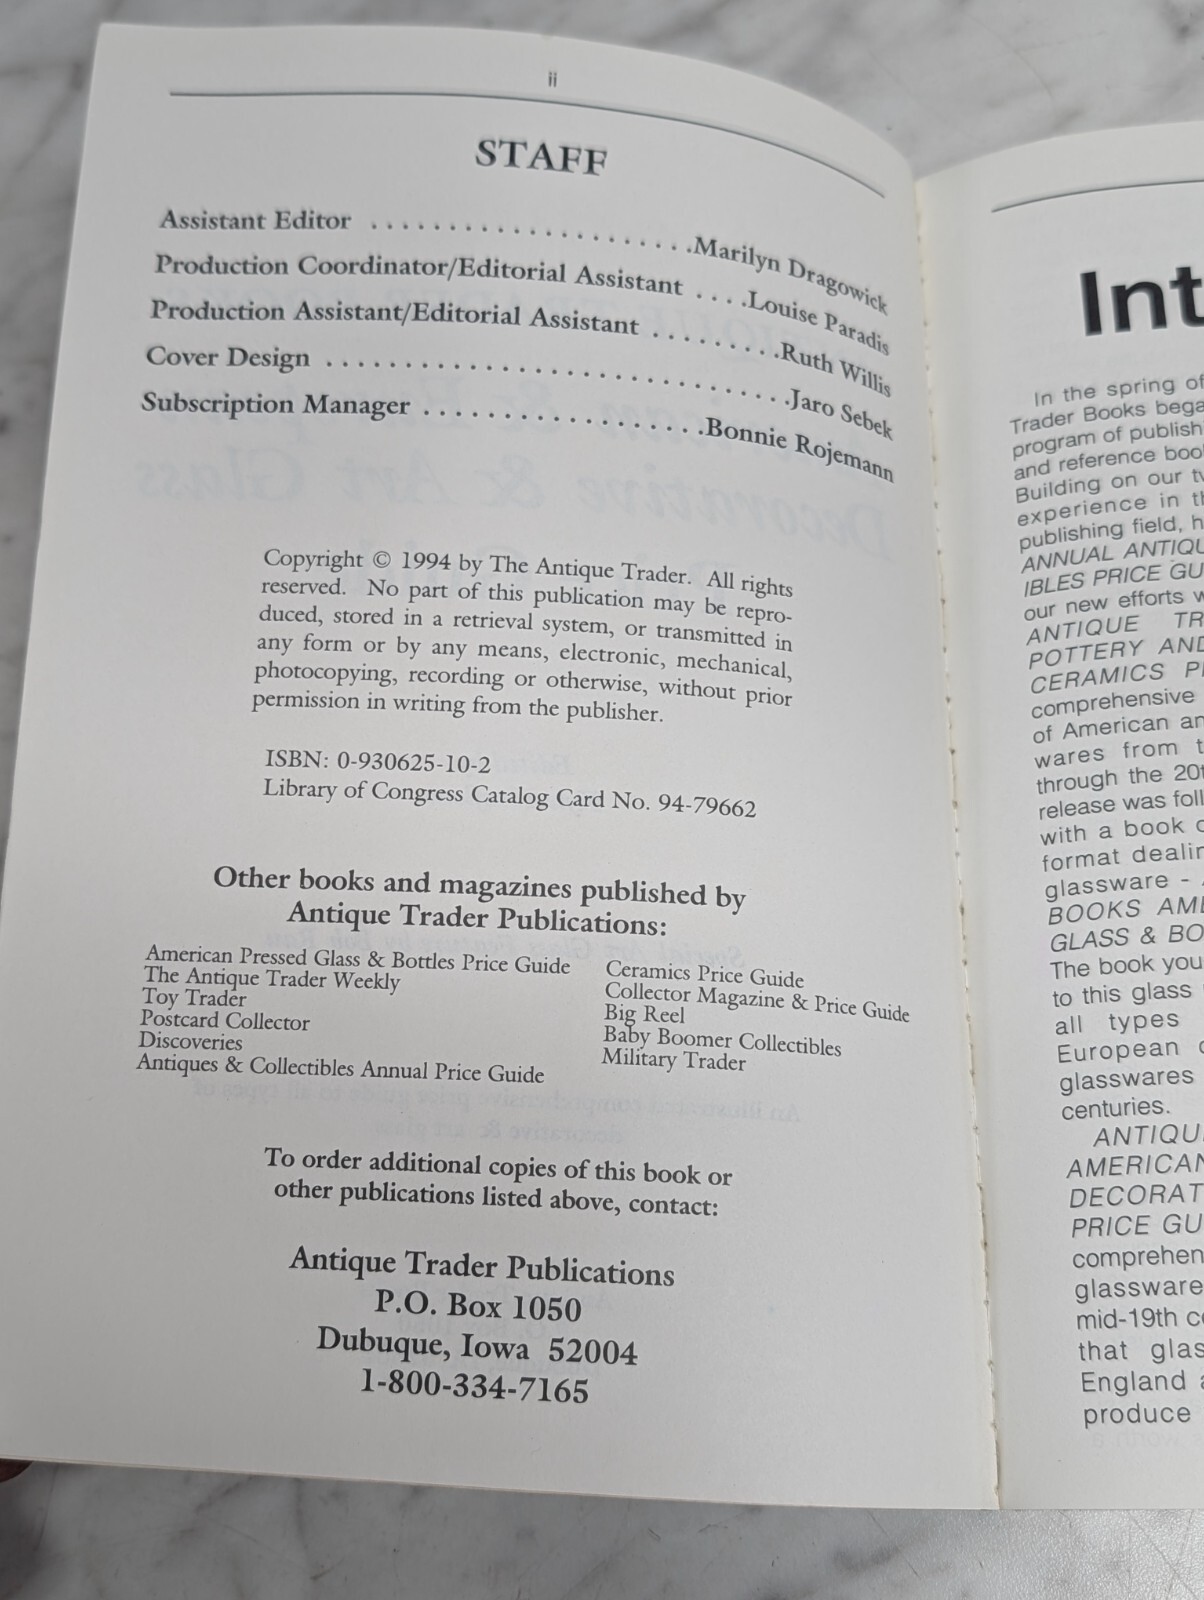 ii
STAFF
Assistant Editor . . . . . . . . . . . . . . . . . . . . . Marilyn Dragowick
Production Coordinator/Editorial Assistant . . . . Louise Paradis
Production Assistant/Editorial Assistant . . . . . . . . . Ruth Willis
Cover Design . . . . . . . . . . . . . . . . . . . . . . . . . . . . . . Jaro Sebek
Subscription Manager . . . . . . . . . . . . . . . . . . . Bonnie Rojemann
Copyright © 1994 by The Antique Trader. All rights
reserved. No part of this publication may be repro-
duced, stored in a retrieval system, or transmitted in
any form or by any means, electronic, mechanical,
photocopying, recording or otherwise, without prior
permission in writing from the publisher.
ISBN: 0-930625-10-2
Library of Congress Catalog Card No. 94-79662
Other books and magazines published by
Antique Trader Publications:
American Pressed Glass & Bottles Price Guide
The Antique Trader Weekly
Toy Trader
Postcard Collector
Discoveries
Antiques & Collectibles Annual Price Guide
Ceramics Price Guide
Collector Magazine & Price Guide
Big Reel
Baby Boomer Collectibles
Military Trader
To order additional copies of this book or
other publications listed above, contact:
Antique Trader Publications
P.O. Box 1050
Dubuque, Iowa 52004
1-800-334-7165
Int
In the spring of
Trader Books bega
program of publish
and reference boo
Building on our tw
experience in th
publishing field, h
ANNUAL ANTIQU
IBLES PRICE GU
our new efforts w
ANTIQUE TR
POTTERY AND
CERAMICS P
comprehensive
of American an
wares from t
through the 20t
release was foll
with a book o
format dealin
glassware -
BOOKS AME
GLASS & BO
The book you
to this glass
all types
European
glasswares
centuries.
ANTIQU
AMERICAN
DECORAT
PRICE GU
comprehen
glassware
mid-19th c
that glas
England a
produce